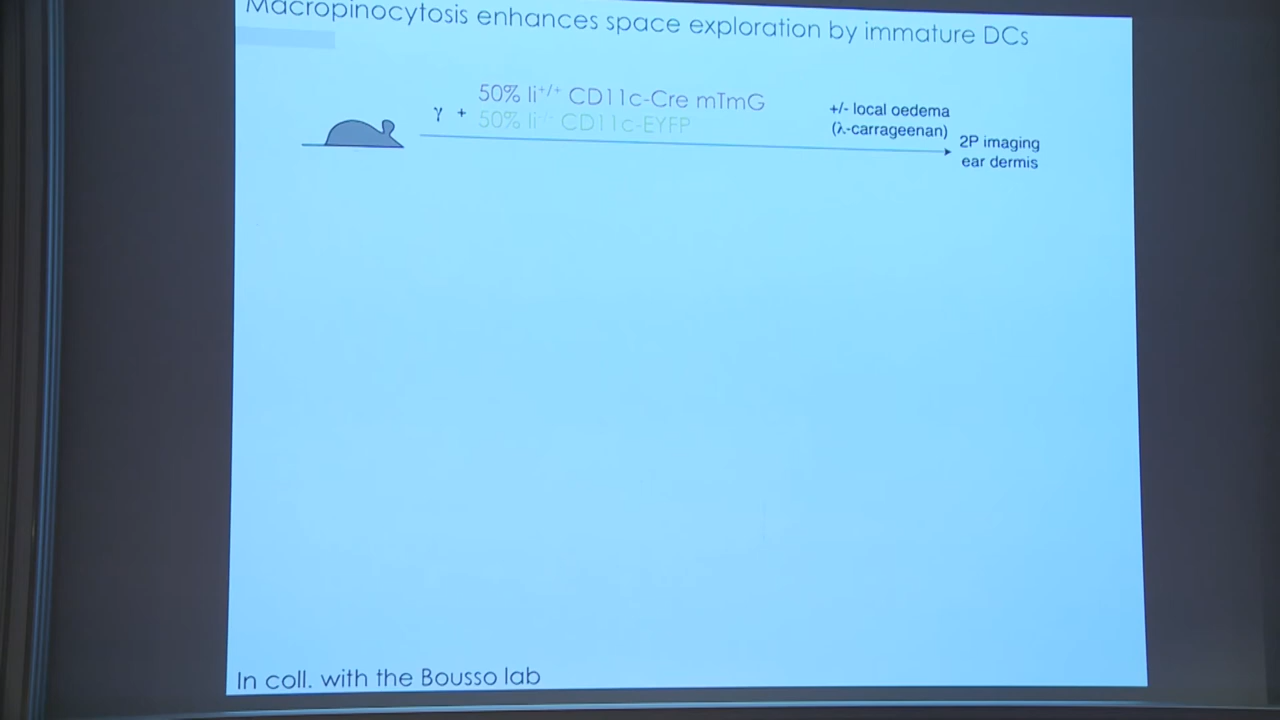 Macropinocytosis enhances space exploration by immature DCs
γ + 50% Ii+/+ CD11c-Cre mTmG
50% Ii-/- CD11c-EYFP
+/- local oedema
(λ-carrageenan)
2P imaging
ear dermis
In coll. with the Bousso lab